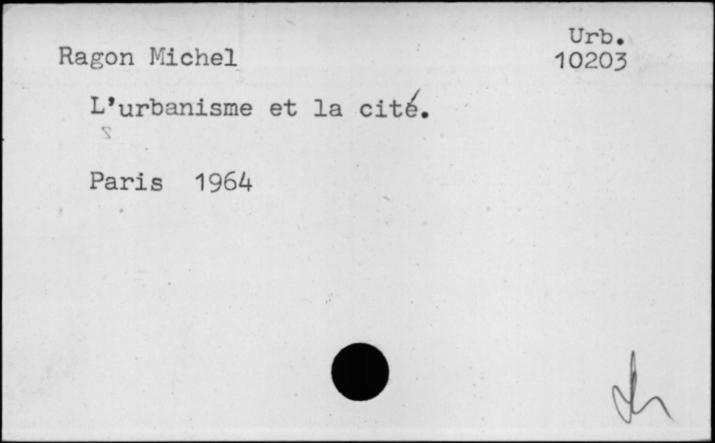 Ragon Michel
Urb.
10203
L'urbanisme et la cité.
Paris 1964